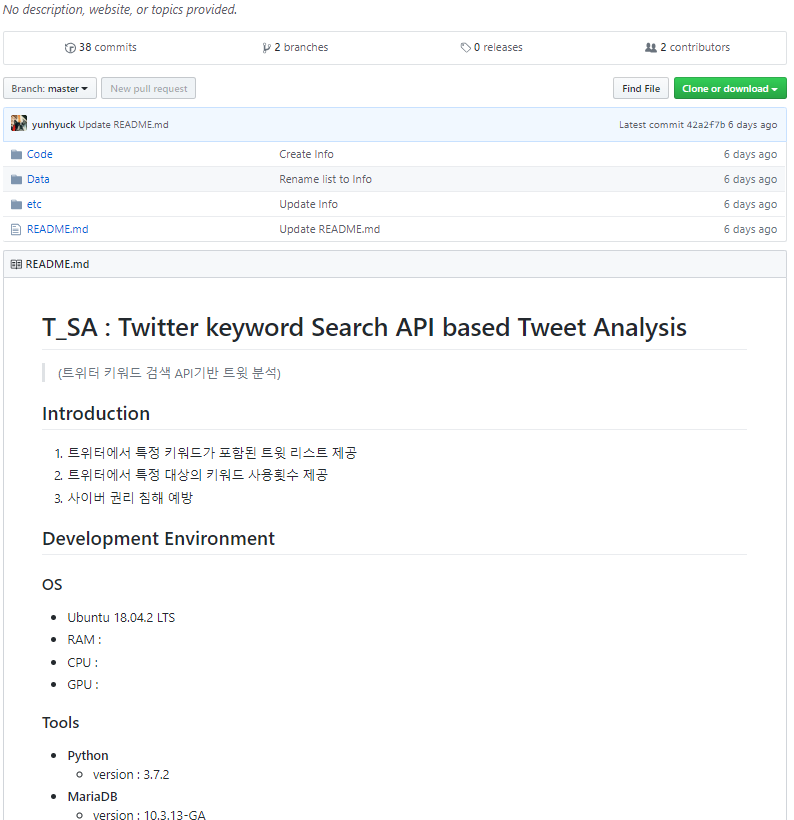 No description, website, or topics provided.
38 commits 2 branches 0 releases 2 contributors
Branch: master New pull request Find File Clone or download
yunhyuck Update README.md Latest commit 42a2f7b 6 days ago
Code Create Info 6 days ago
Data Rename list to Info 6 days ago
etc Update Info 6 days ago
README.md Update README.md 6 days ago
README.md
T_SA : Twitter keyword Search API based Tweet Analysis
(트위터 키워드 검색 API기반 트윗 분석)
Introduction
1. 트위터에서 특정 키워드가 포함된 트윗 리스트 제공
2. 트위터에서 특정 대상의 키워드 사용횟수 제공
3. 사이버 권리 침해 예방
Development Environment
OS
Ubuntu 18.04.2 LTS
RAM :
CPU :
GPU :
Tools
Python
version : 3.7.2
MariaDB
version : 10.3.13-GA